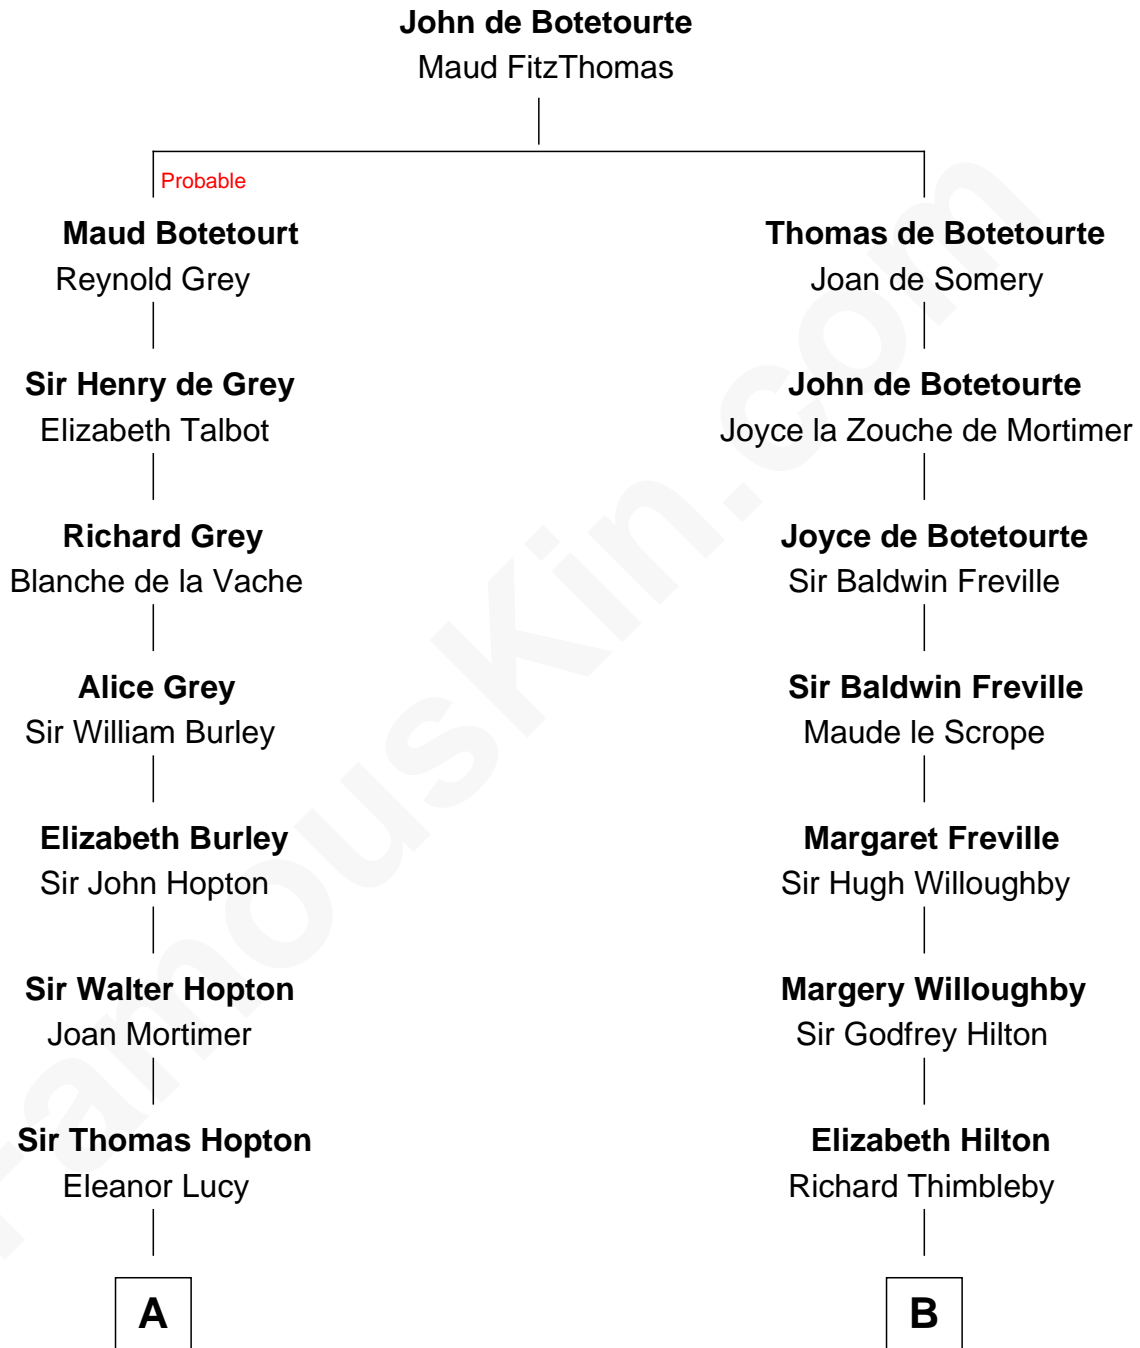 John de Botetourte
Maud FitzThomas
Probable
Maud Botetourt
Reynold Grey
Thomas de Botetourte
Joan de Somery
Sir Henry de Grey
Elizabeth Talbot
John de Botetourte
Joyce la Zouche de Mortimer
Richard Grey
Blanche de la Vache
Joyce de Botetourte
Sir Baldwin Freville
Alice Grey
Sir William Burley
Sir Baldwin Freville
Maude le Scrope
Elizabeth Burley
Sir John Hopton
Margaret Freville
Sir Hugh Willoughby
Sir Walter Hopton
Joan Mortimer
Margery Willoughby
Sir Godfrey Hilton
Sir Thomas Hopton
Eleanor Lucy
Elizabeth Hilton
Richard Thimbleby
A
B
FamousKin.com